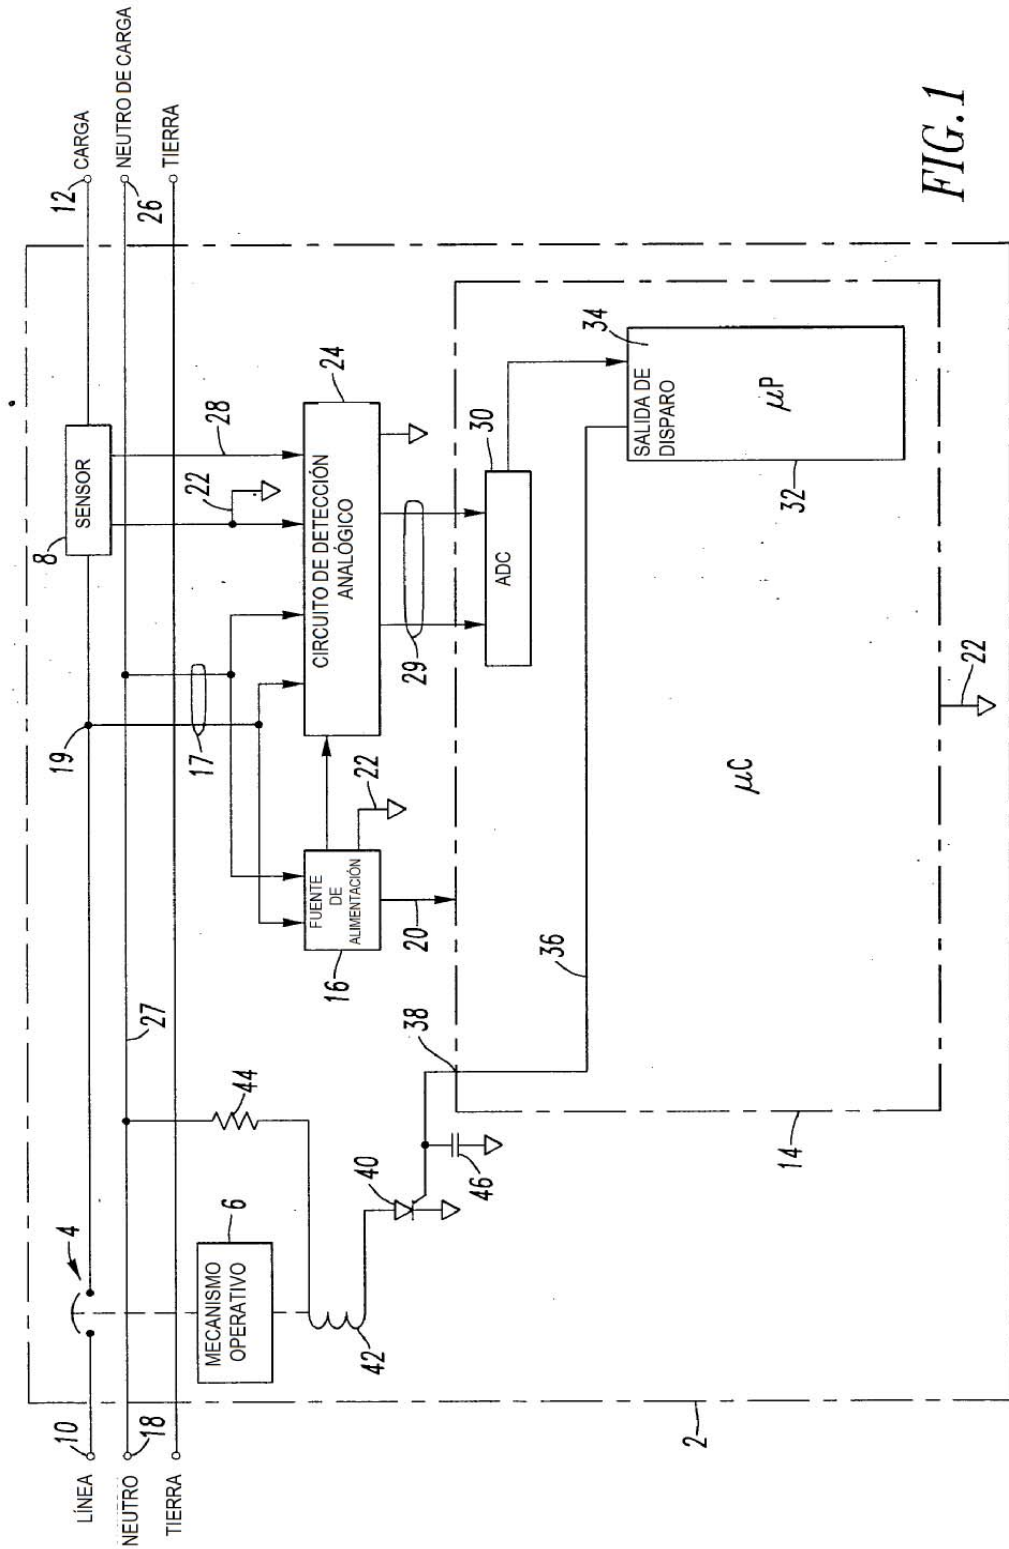 LÍNEA
10
NEUTRO
18
TIERRA
4
6
MECANISMO
OPERATIVO
42
44
27
40
46
38
19
17
8
SENSOR
22
28
12
CARGA
26
NEUTRO DE CARGA
TIERRA
16
FUENTE
DE
ALIMENTACIÓN
20
22
24
CIRCUITO DE DETECCIÓN
ANALÓGICO
29
30
ADC
34
SALIDA DE
DISPARO
µP
32
36
µC
14
22
2
FIG.1